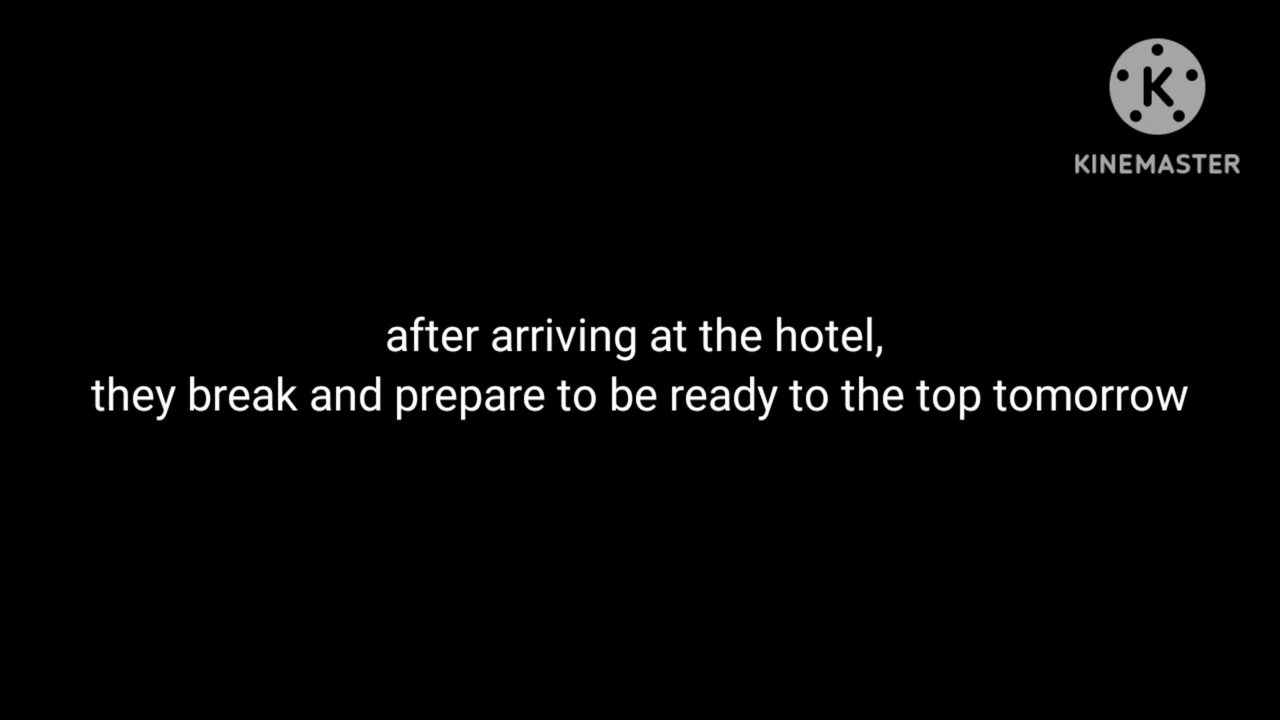 K
KINEMASTER
after arriving at the hotel,
they break and prepare to be ready to the top tomorrow